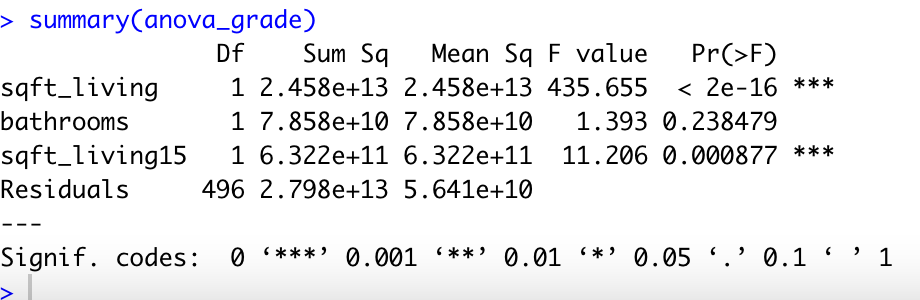 > summary(anova_grade)
               Df    Sum Sq   Mean Sq F value   Pr(>F)
sqft_living     1 2.458e+13 2.458e+13 435.655  < 2e-16 ***
bathrooms       1 7.858e+10 7.858e+10   1.393 0.238479
sqft_living15   1 6.322e+11 6.322e+11  11.206 0.000877 ***
Residuals     496 2.798e+13 5.641e+10
---
Signif. codes:  0 ‘***’ 0.001 ‘**’ 0.01 ‘*’ 0.05 ‘.’ 0.1 ‘ ’ 1
>